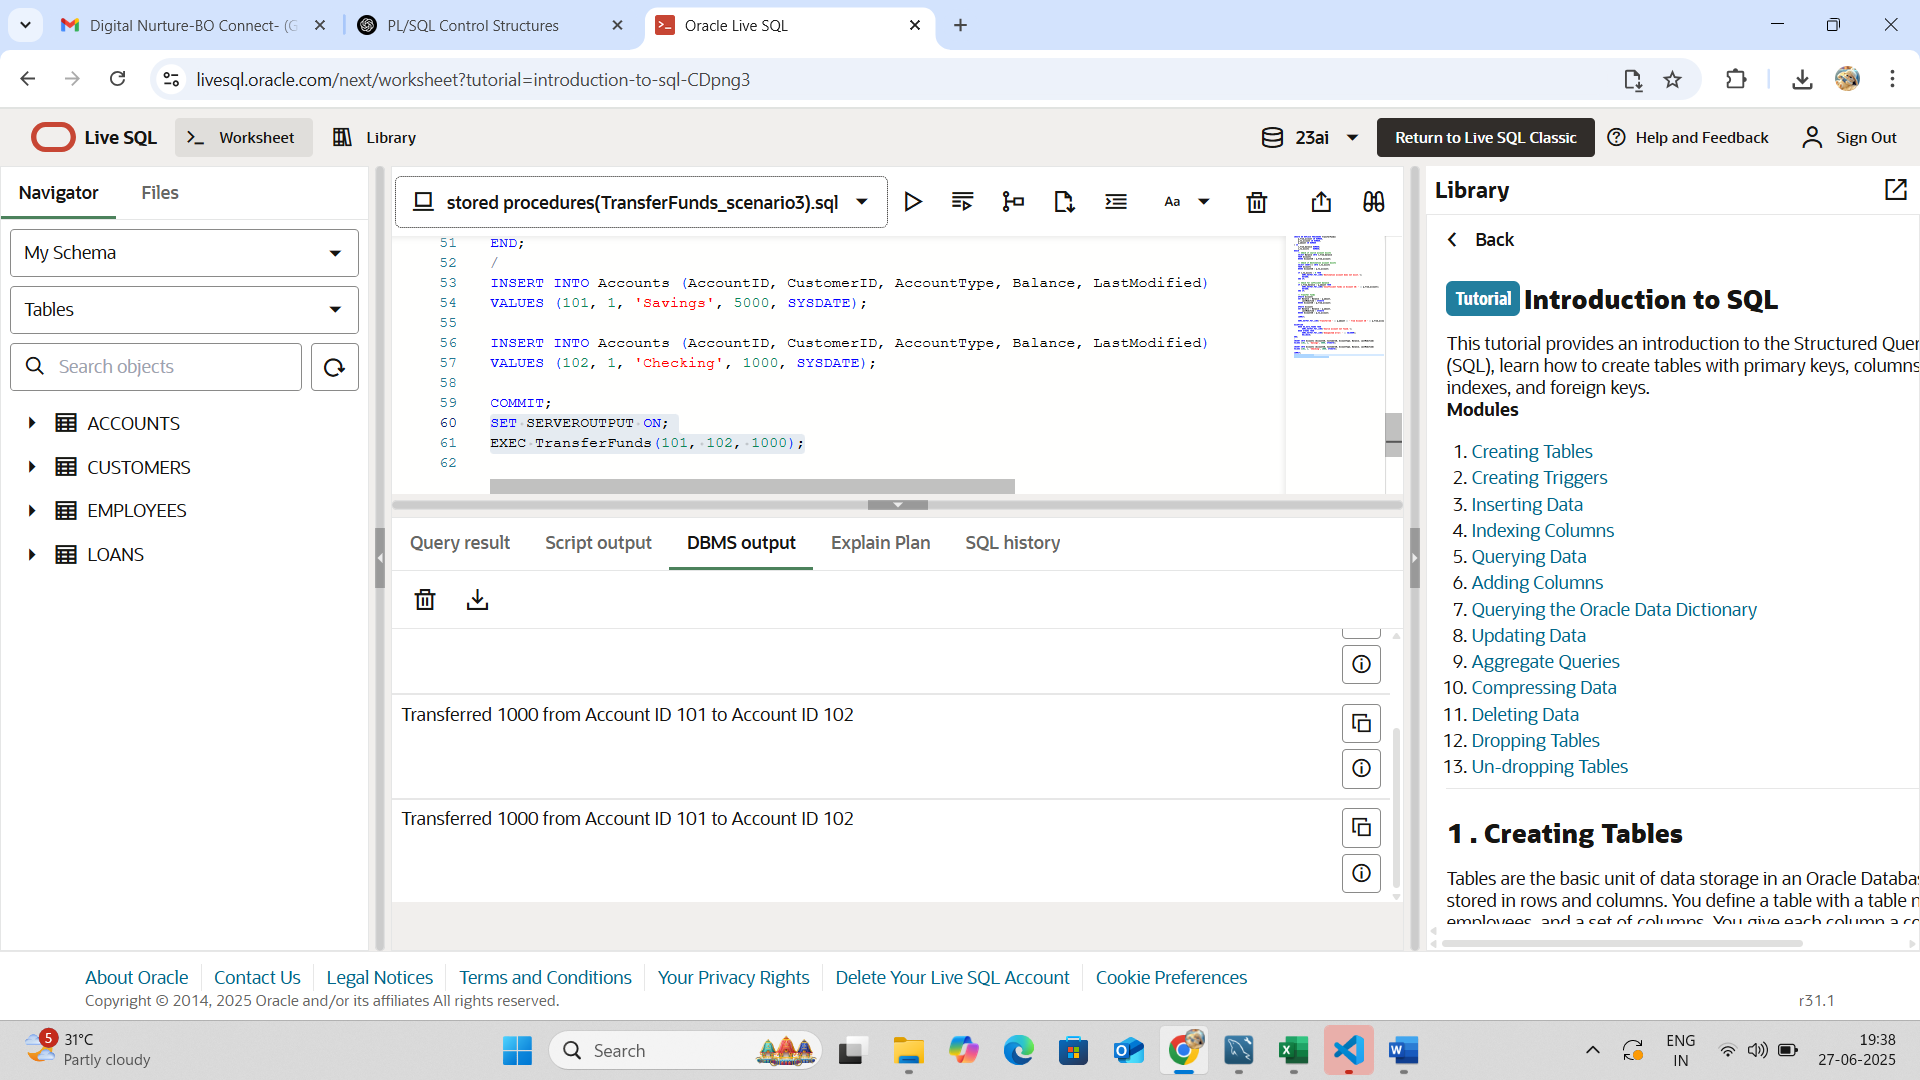 Digital Nurture-BO Connect- (G
PL/SQL Control Structures
Oracle Live SQL
livesql.oracle.com/next/worksheet?tutorial=introduction-to-sql-CDpng3
Live SQL
Worksheet
Library
23ai
Return to Live SQL Classic
Help and Feedback
Sign Out
Navigator
Files
My Schema
Tables
Search objects
ACCOUNTS
CUSTOMERS
EMPLOYEES
LOANS
stored procedures(TransferFunds_scenario3).sql
Aa
51 END;
52 /
53 INSERT INTO Accounts (AccountID, CustomerID, AccountType, Balance, LastModified)
54 VALUES (101, 1, 'Savings', 5000, SYSDATE);
55
56 INSERT INTO Accounts (AccountID, CustomerID, AccountType, Balance, LastModified)
57 VALUES (102, 1, 'Checking', 1000, SYSDATE);
58
59 COMMIT;
60 SET SERVEROUTPUT ON;
61 EXEC TransferFunds(101, 102, 1000);
62
Query result
Script output
DBMS output
Explain Plan
SQL history
Transferred 1000 from Account ID 101 to Account ID 102
Transferred 1000 from Account ID 101 to Account ID 102
Library
Back
Tutorial Introduction to SQL
This tutorial provides an introduction to the Structured Quer
(SQL), learn how to create tables with primary keys, columns
indexes, and foreign keys.
Modules
1. Creating Tables
2. Creating Triggers
3. Inserting Data
4. Indexing Columns
5. Querying Data
6. Adding Columns
7. Querying the Oracle Data Dictionary
8. Updating Data
9. Aggregate Queries
10. Compressing Data
11. Deleting Data
12. Dropping Tables
13. Un-dropping Tables
1 . Creating Tables
Tables are the basic unit of data storage in an Oracle Databas
stored in rows and columns. You define a table with a table n
employees, and a set of columns. You give each column a co
About Oracle
Contact Us
Legal Notices
Terms and Conditions
Your Privacy Rights
Delete Your Live SQL Account
Cookie Preferences
Copyright © 2014, 2025 Oracle and/or its affiliates All rights reserved.
r31.1
5
31°C
Partly cloudy
Search
ENG
IN
19:38
27-06-2025